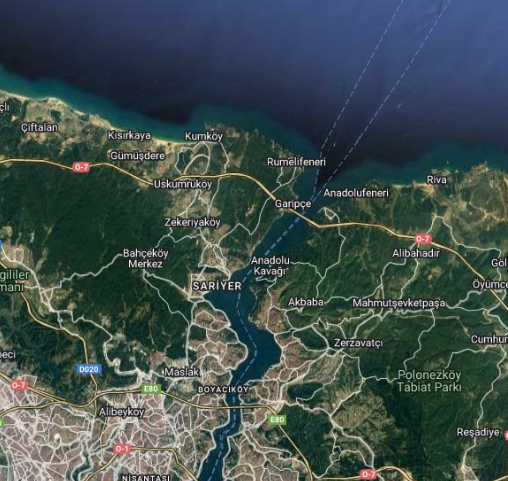 Çiftalan
Kısırkaya
Kumköy
Gümüşdere
Rumelifeneri
O-7
Uskumruköy
Riva
Anadolufeneri
Garipçe
Zekeriyaköy
O-7
Alibahadır
Bahçeköy
Merkez
Anadolu
Kavağı
SARIYER
Akbaba
Mahmutşevketpaşa
Zerzavatçı
D020
Maslak
Polonezköy
Tabiat Parkı
O-7
E80
BOYACIKÖY
Alibeyköy
E80
Reşadiye
O-1
NİŞANTAŞI
O-7